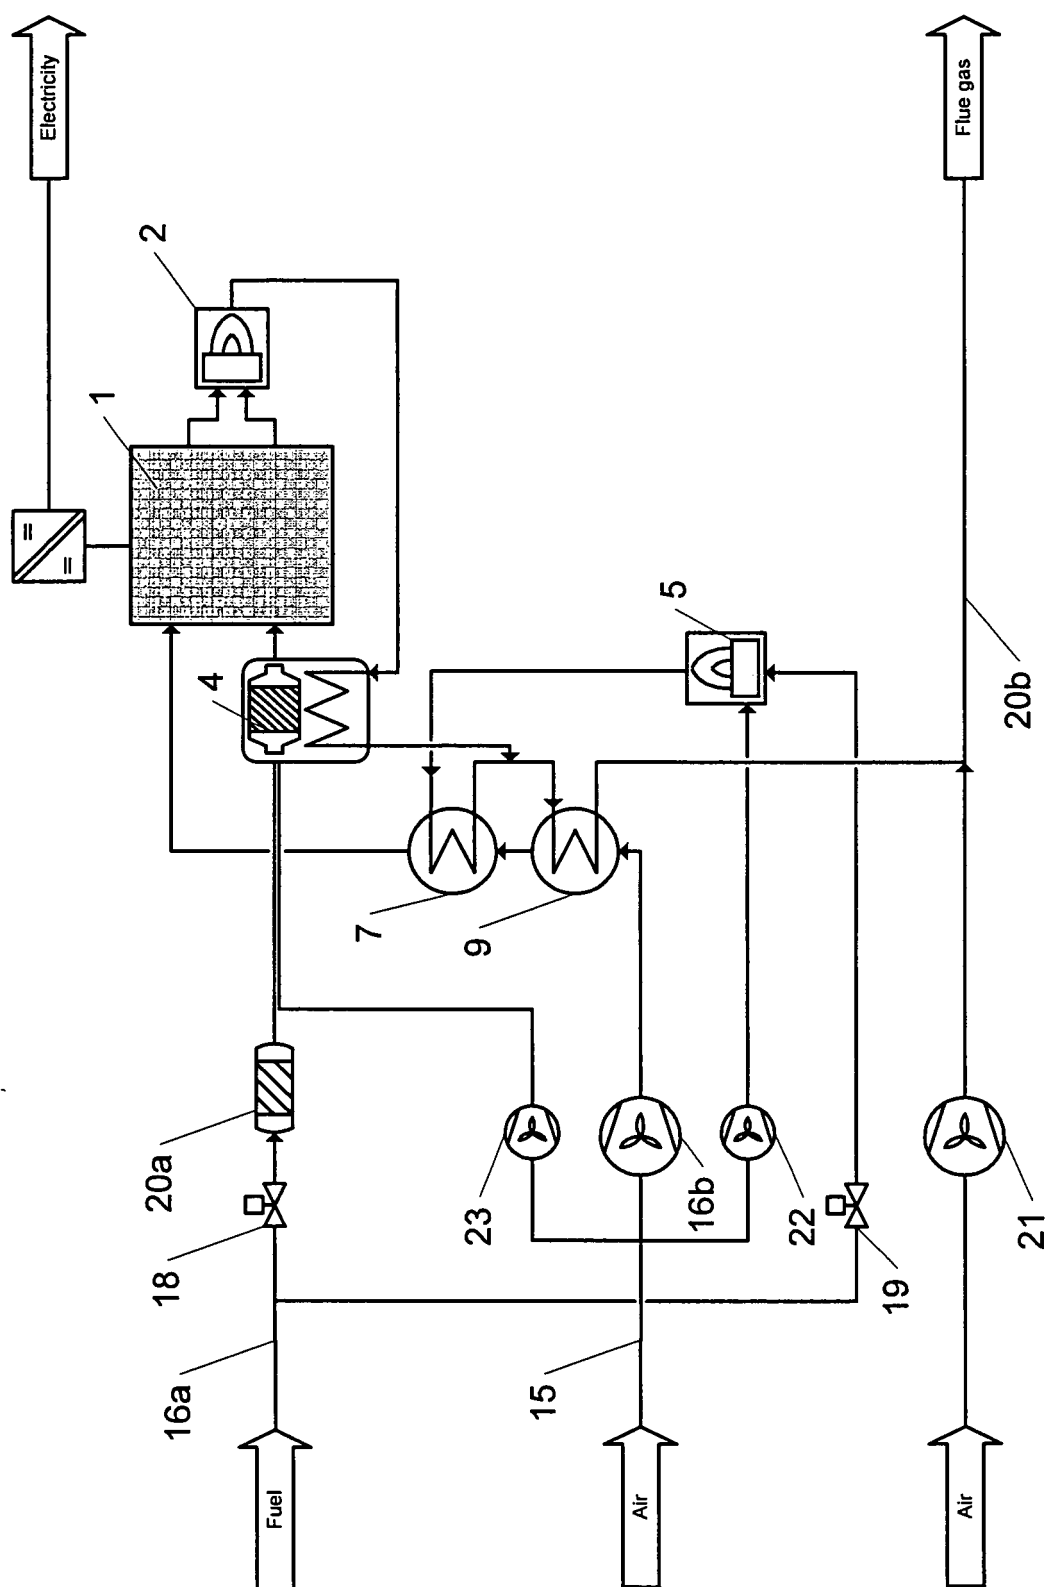 Electricity
Flue gas
2
1
4
5
20b
7
9
20a
23
16b
22
21
18
19
16a
15
Fuel
Air
Air
=
=